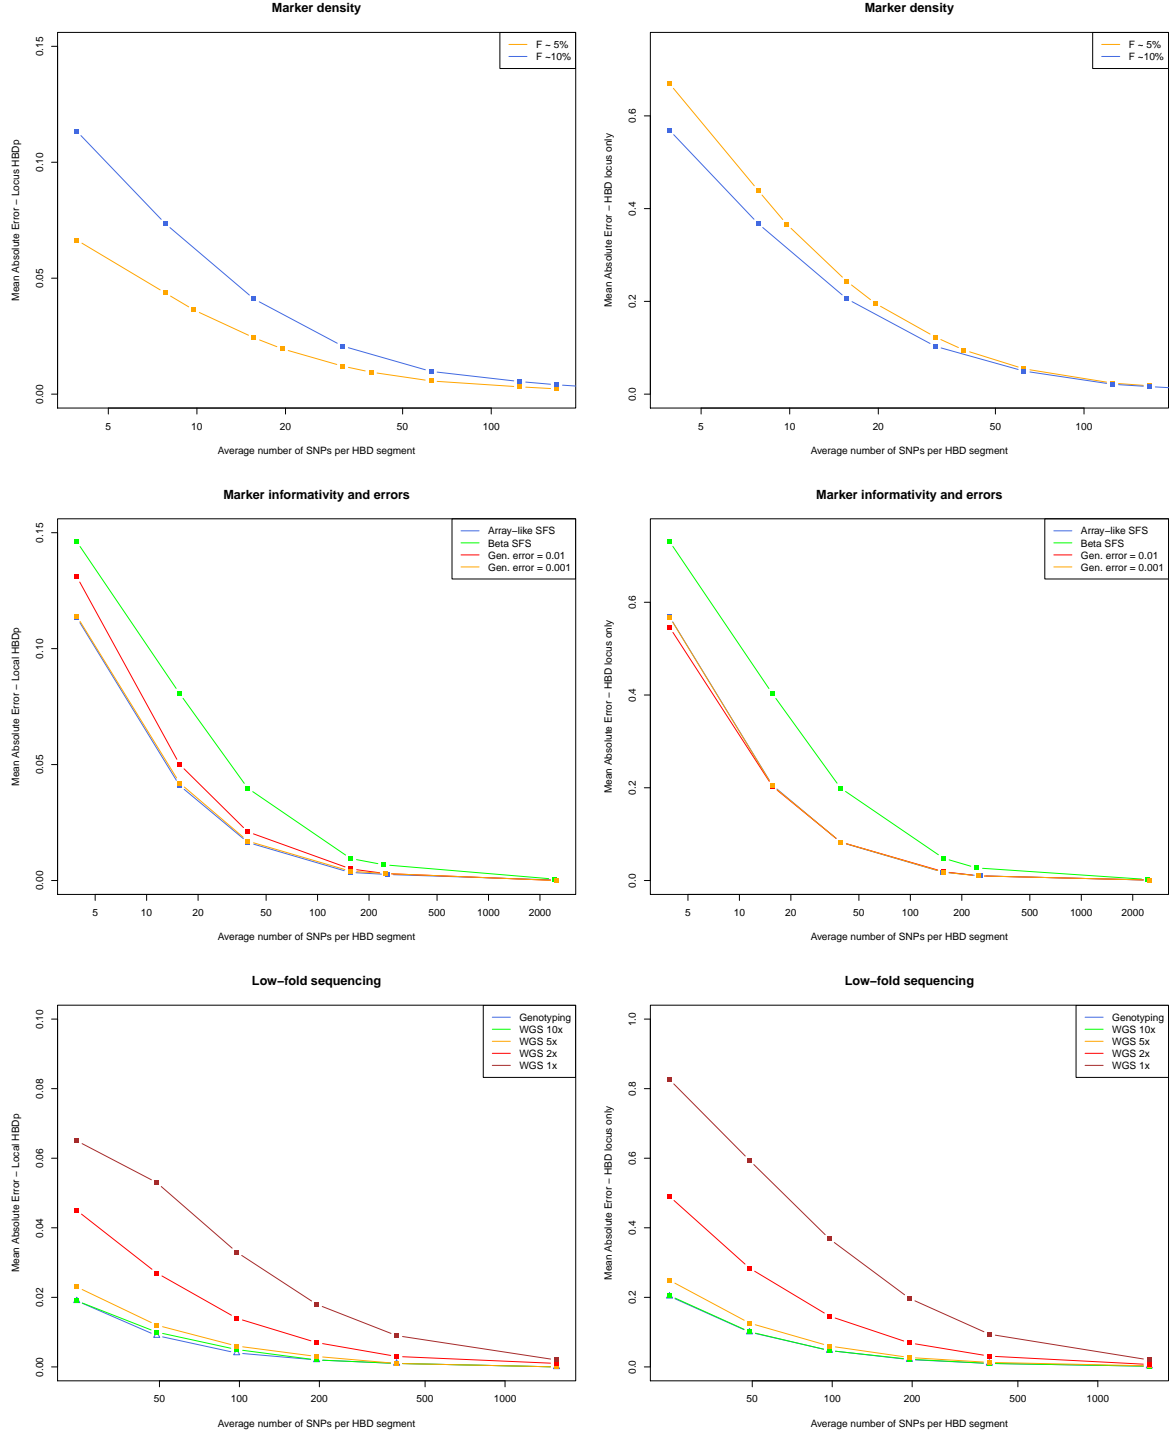 Marker density
0.15
0.10
0.05
0.00
Mean Absolute Error − Locus HBDp
F ~ 5%
F ~10%
5 10 20 50 100
Average number of SNPs per HBD segment
Marker density
0.6
0.4
0.2
0.0
Mean Absolute Error − HBD locus only
F ~ 5%
F ~10%
5 10 20 50 100
Average number of SNPs per HBD segment
Marker informativity and errors
0.15
0.10
0.05
0.00
Mean Absolute Error − Local HBDp
Array−like SFS
Beta SFS
Gen. error = 0.01
Gen. error = 0.001
5 10 20 50 100 200 500 1000 2000
Average number of SNPs per HBD segment
Marker informativity and errors
0.6
0.4
0.2
0.0
Mean Absolute Error − HBD locus only
Array−like SFS
Beta SFS
Gen. error = 0.01
Gen. error = 0.001
5 10 20 50 100 200 500 1000 2000
Average number of SNPs per HBD segment
Low−fold sequencing
0.10
0.08
0.06
0.04
0.02
0.00
Mean Absolute Error − Local HBDp
Genotyping
WGS 10x
WGS 5x
WGS 2x
WGS 1x
50 100 200 500 1000
Average number of SNPs per HBD segment
Low−fold sequencing
1.0
0.8
0.6
0.4
0.2
0.0
Mean Absolute Error − HBD locus only
Genotyping
WGS 10x
WGS 5x
WGS 2x
WGS 1x
50 100 200 500 1000
Average number of SNPs per HBD segment